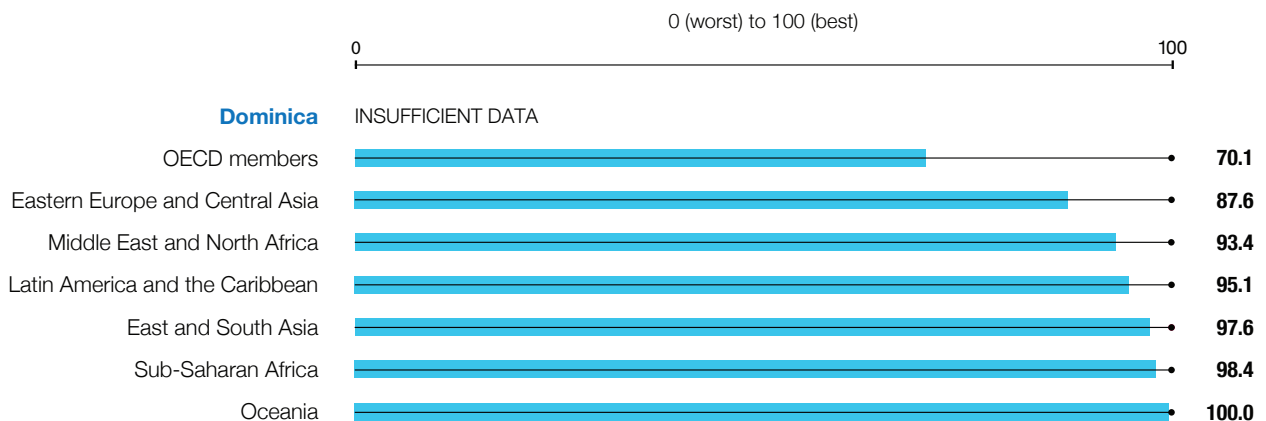 0 (worst) to 100 (best)
0 100
Dominica INSUFFICIENT DATA
OECD members 70.1
Eastern Europe and Central Asia 87.6
Middle East and North Africa 93.4
Latin America and the Caribbean 95.1
East and South Asia 97.6
Sub-Saharan Africa 98.4
Oceania 100.0